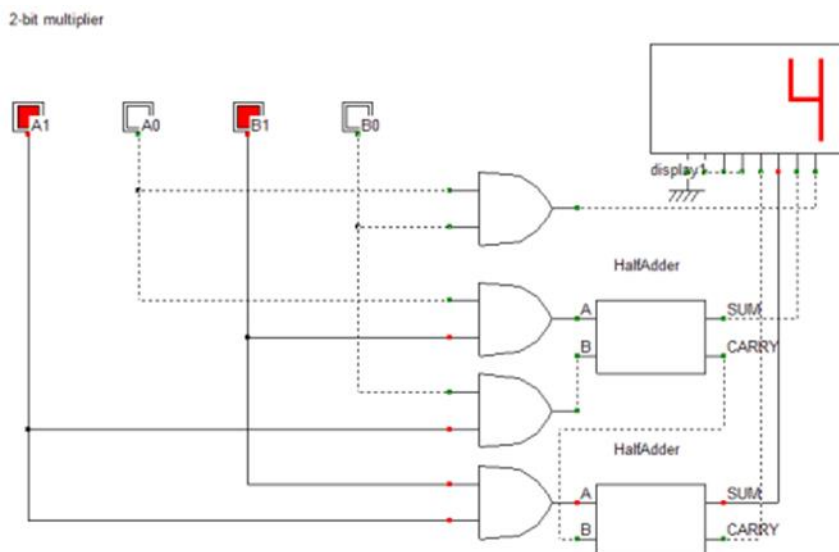 2-bit multiplier
4
A1
A0
B1
B0
display1
HalfAdder
A
SUM
B
CARRY
HalfAdder
A
SUM
B
CARRY